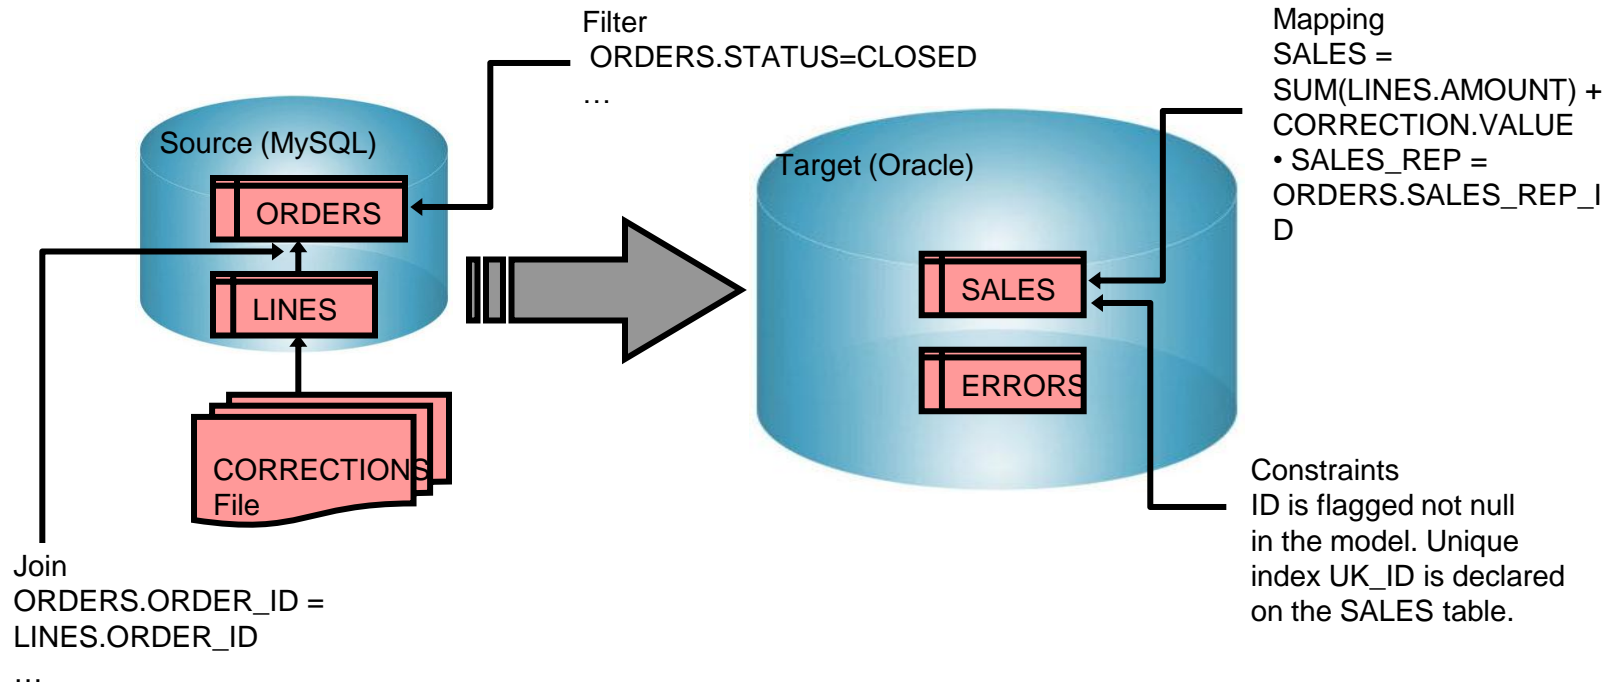 Filter
ORDERS.STATUS=CLOSED
…
Mapping
SALES =
SUM(LINES.AMOUNT) +
CORRECTION.VALUE
• SALES_REP =
ORDERS.SALES_REP_I
D
Source (MySQL)
ORDERS
LINES
CORRECTIONS
File
Target (Oracle)
SALES
ERRORS
Join
ORDERS.ORDER_ID =
LINES.ORDER_ID
…
Constraints
ID is flagged not null
in the model. Unique
index UK_ID is declared
on the SALES table.